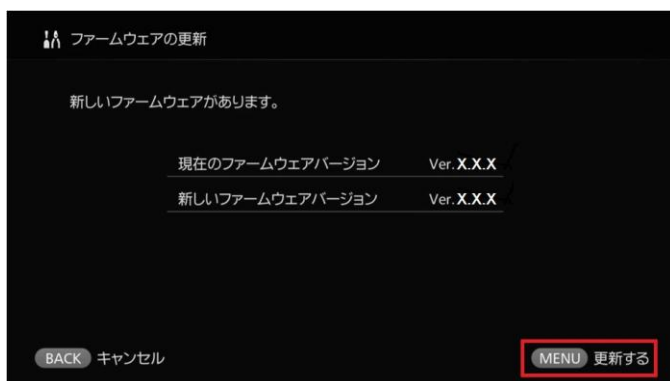 ファームウェアの更新
新しいファームウェアがあります。
現在のファームウェアバージョン Ver.X.X.X
新しいファームウェアバージョン Ver.X.X.X
BACK キャンセル
MENU 更新する